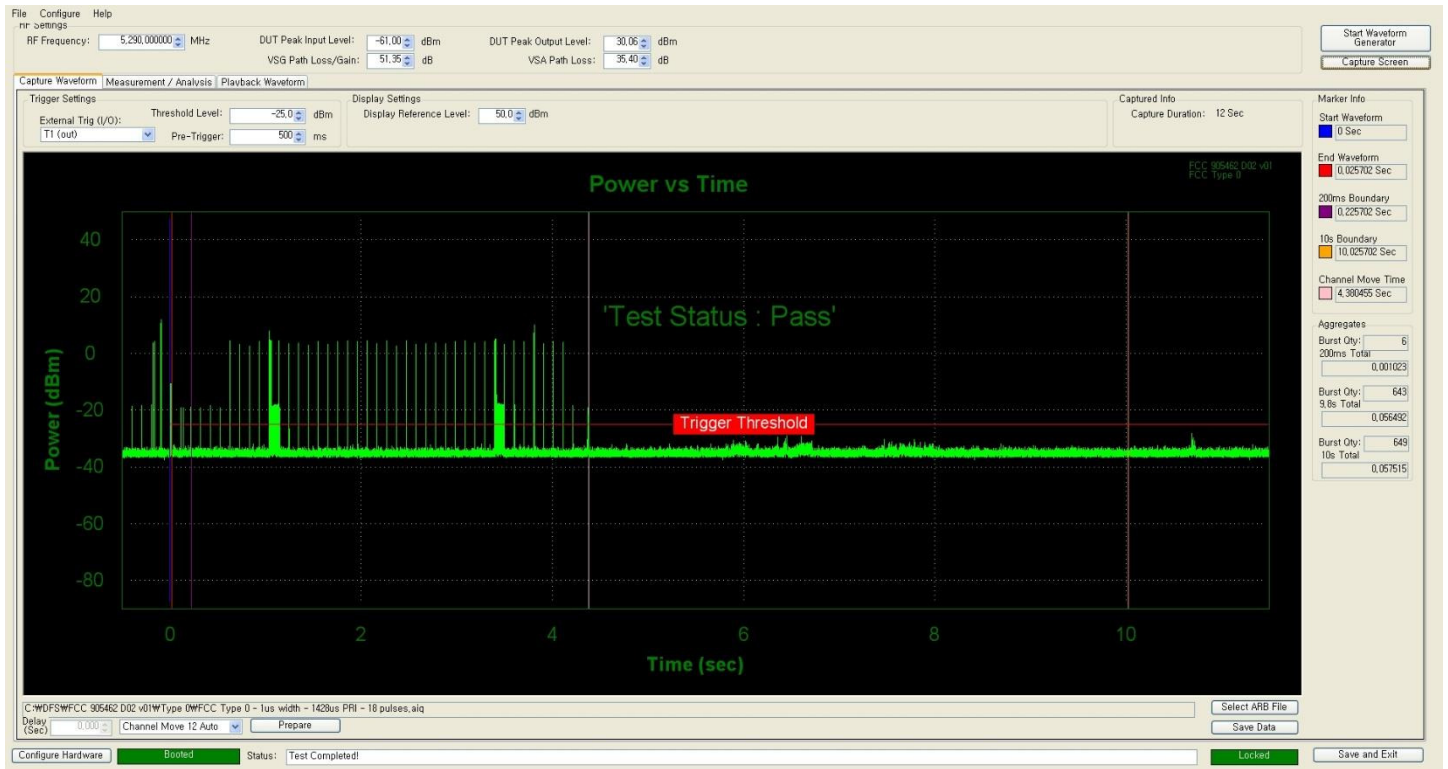 File Configure Help
RF Settings
RF Frequency: 5,290,000000 MHz DUT Peak Input Level: -61,00 dBm DUT Peak Output Level: 30,06 dBm
VSG Path Loss/Gain: 51,35 dB VSA Path Loss: 35,40 dB
Start Waveform
Generator
Capture Screen
Capture Waveform Measurement / Analysis Playback Waveform
Trigger Settings
External Trig (I/O):
T1 (out)
Threshold Level: -25,0 dBm
Pre-Trigger: 500 ms
Display Settings
Display Reference Level: 50,0 dBm
Captured Info
Capture Duration: 12 Sec
Marker Info
Start Waveform
0 Sec
End Waveform
0,025702 Sec
200ms Boundary
0,225702 Sec
10s Boundary
10,025702 Sec
Channel Move Time
4,380455 Sec
Aggregates
Burst Qty: 6
200ms Total
0,001023
Burst Qty: 643
9,8s Total
0,056492
Burst Qty: 649
10s Total
0,057515
FCC 905462 D02 v01
FCC Type 0
Power vs Time
'Test Status : Pass'
Trigger Threshold
Power (dBm)
40
20
0
-20
-40
-60
-80
0 2 4 6 8 10
Time (sec)
C:₩DFS₩FCC 905462 D02 v01₩Type 0₩FCC Type 0 - 1us width - 1428us PRI - 18 pulses,aiq
Select ARB File
Delay
(Sec) 0,000 Channel Move 12 Auto Prepare
Save Data
Configure Hardware Booted Status: Test Completed! Locked Save and Exit